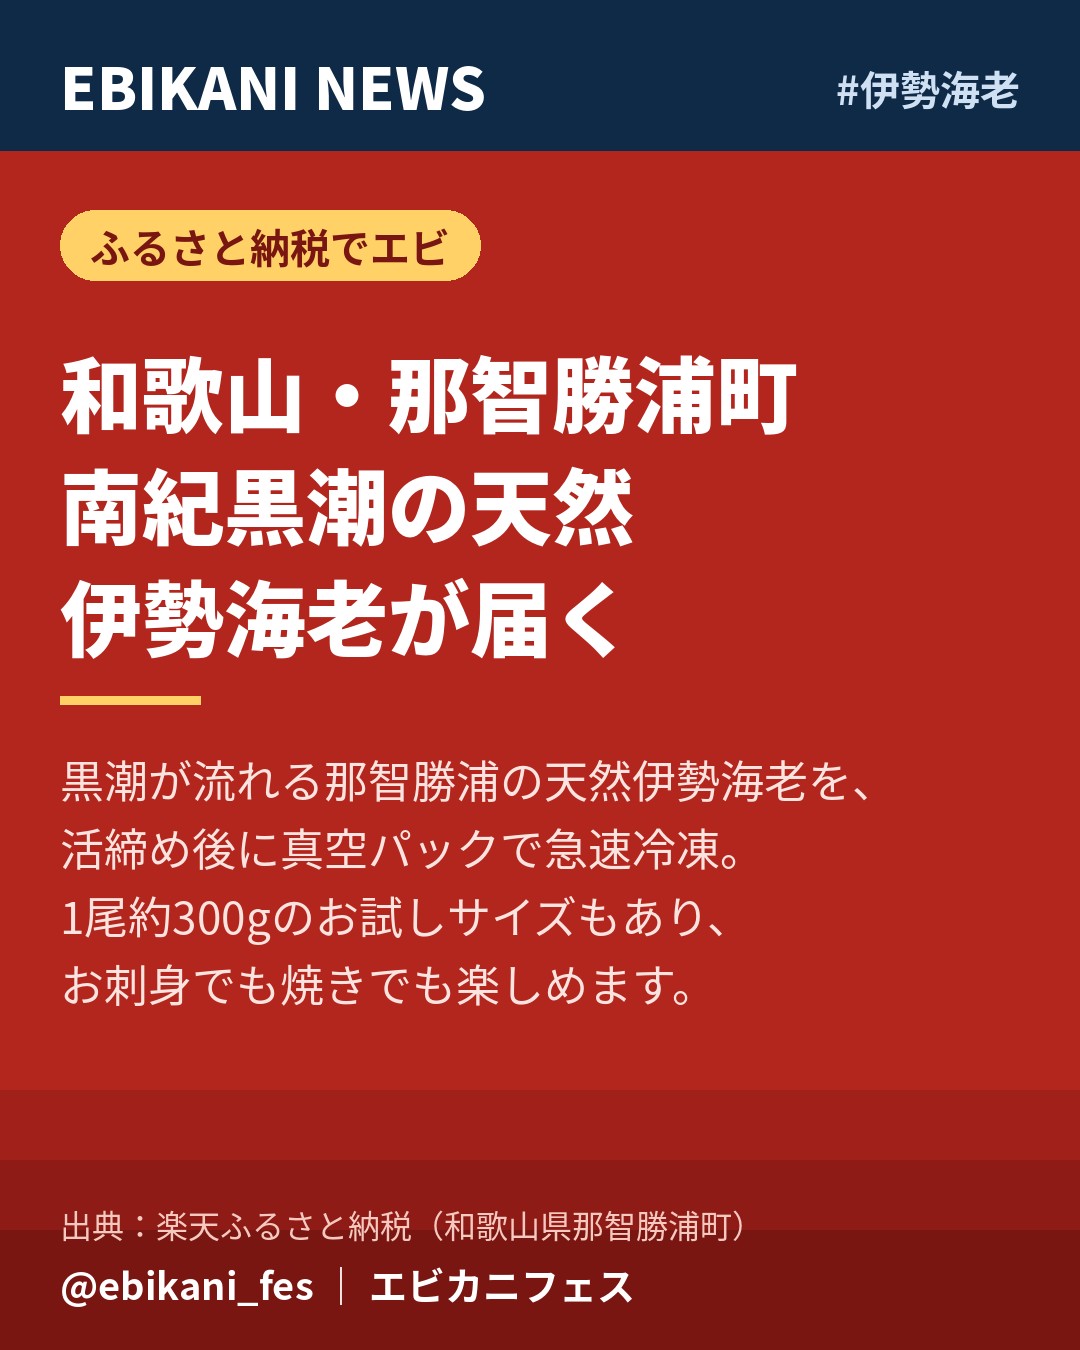 EBIKANI NEWS
#伊勢海老
ふるさと納税でエビ
和歌山・那智勝浦町
南紀黒潮の天然
伊勢海老が届く
黒潮が流れる那智勝浦の天然伊勢海老を、
活締め後に真空パックで急速冷凍。
1尾約300gのお試しサイズもあり、
お刺身でも焼きでも楽しめます。
出典：楽天ふるさと納税（和歌山県那智勝浦町）
@ebikani_fes｜エビカニフェス